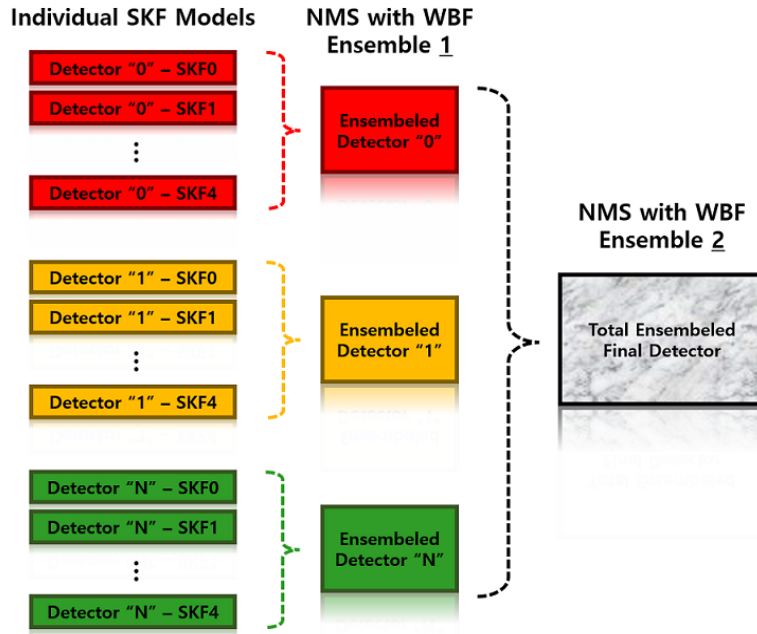 Individual SKF Models
NMS with WBF
Ensemble 1
Detector "0" – SKF0
Detector "0" – SKF1
⋮
Detector "0" – SKF4
Ensembeled
Detector "0"
Detector "1" – SKF0
Detector "1" – SKF1
⋮
Detector "1" – SKF4
Ensembeled
Detector "1"
Detector "N" – SKF0
Detector "N" – SKF1
⋮
Detector "N" – SKF4
Ensembeled
Detector "N"
NMS with WBF
Ensemble 2
Total Ensembeled
Final Detector